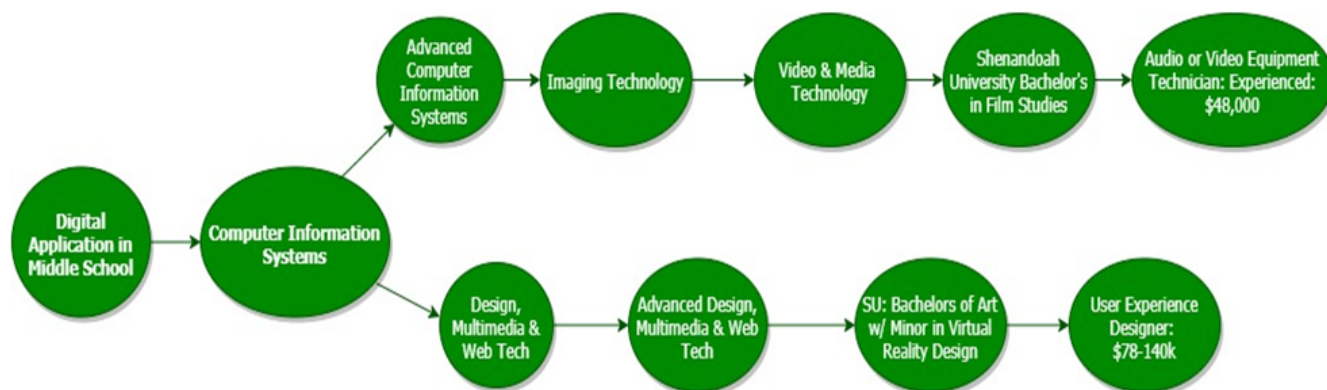 Digital
Application in
Middle School
Computer Information
Systems
Advanced
Computer
Information
Systems
Imaging Technology
Video & Media
Technology
Shenandoah
University Bachelor's
in Film Studies
Audio or Video Equipment
Technician: Experienced:
$48,000
Design,
Multimedia &
Web Tech
Advanced Design,
Multimedia & Web
Tech
SU: Bachelors of Art
w/ Minor in Virtual
Reality Design
User Experience
Designer:
$78-140k